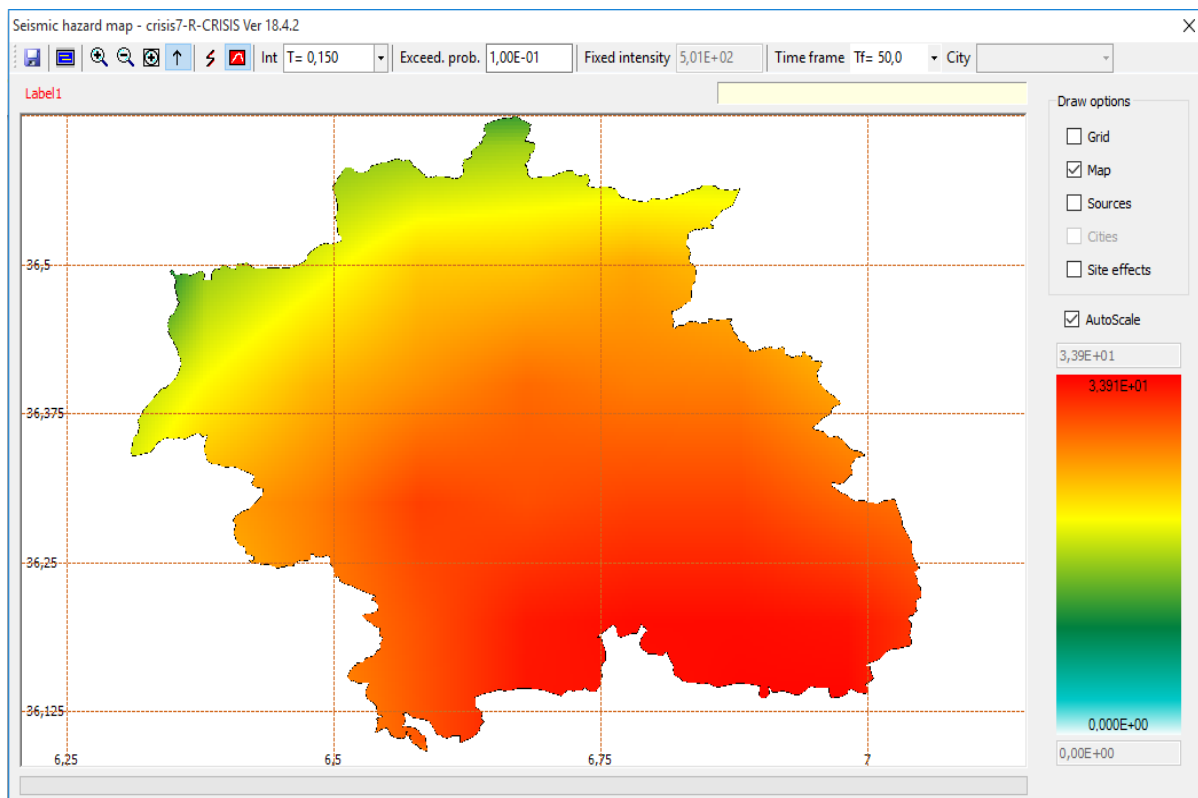 Seismic hazard map - crisis7-R-CRISIS Ver 18.4.2
Int T= 0,150 Exceed. prob. 1,00E-01 Fixed intensity 5,01E+02 Time frame Tf= 50,0 City
Label1
Draw options
Grid
Map
Sources
Cities
Site effects
AutoScale
3,39E+01
3,391E+01
0,000E+00
0,00E+00
36,5
36,375
36,25
36,125
6,25 6,5 6,75 7